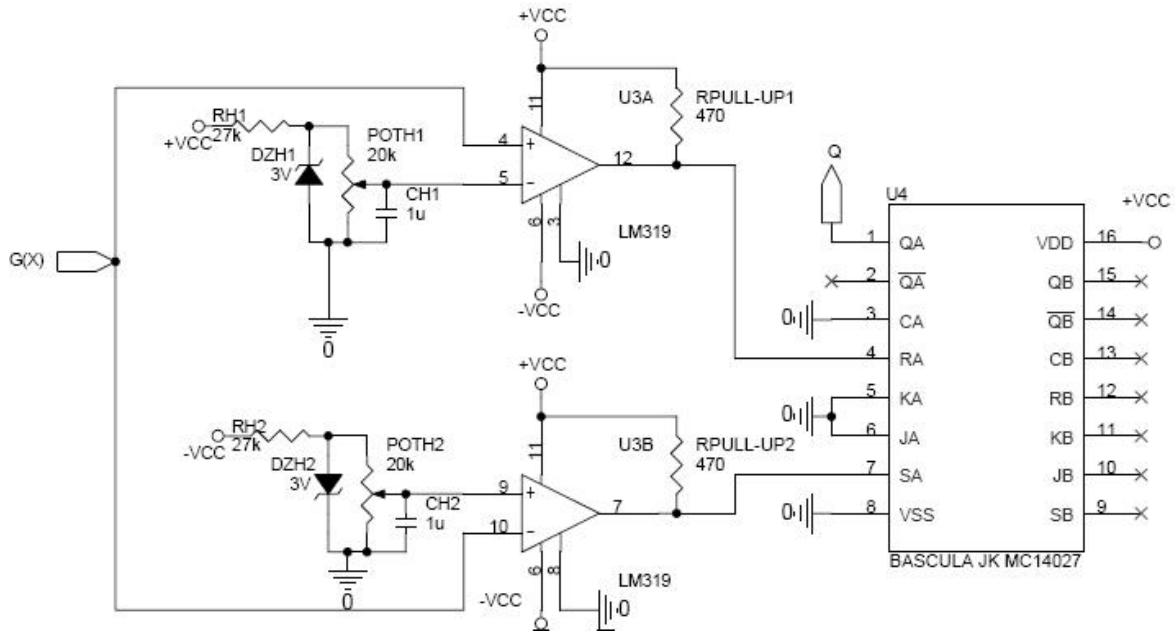 +VCC
RH1
27k
+VCC
DZH1
3V
POTH1
20k
CH1
1u
0
4
5
+
−
11
6
3
12
U3A
RPULL-UP1
470
LM319
0
-VCC
G(X)
RH2
27k
-VCC
DZH2
3V
POTH2
20k
CH2
1u
0
+VCC
9
10
+
−
11
6
8
7
U3B
RPULL-UP2
470
LM319
0
-VCC
Q
U4
+VCC
1 QA VDD 16
2 QA QB 15
0 3 CA QB 14
4 RA CB 13
5 KA RB 12
0
6 JA KB 11
7 SA JB 10
0 8 VSS SB 9
BASCULA JK MC14027